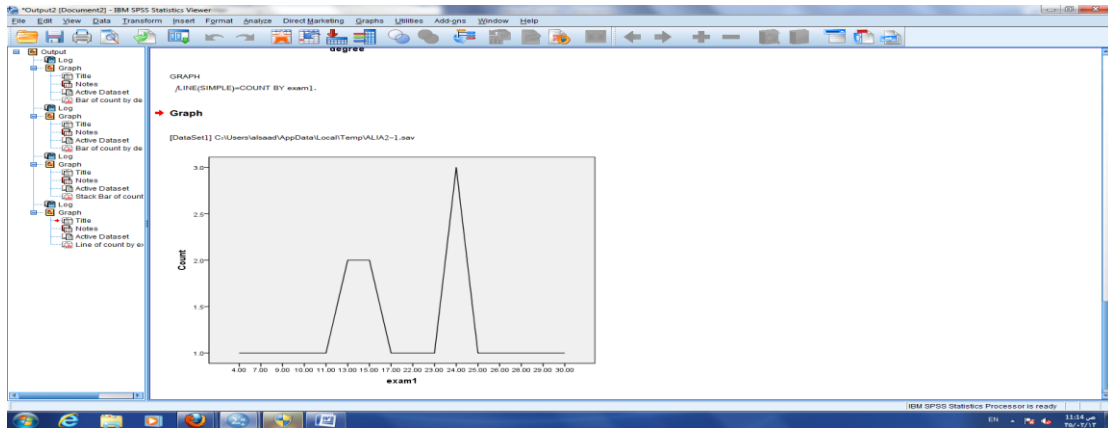 *Output2 [Document2] - IBM SPSS Statistics Viewer
File Edit View Data Transform Insert Format Analyze Direct Marketing Graphs Utilities Add-ons Window Help
Output
Log
Graph
Title
Notes
Active Dataset
Bar of count by de
Log
Graph
Title
Notes
Active Dataset
Bar of count by de
Log
Graph
Title
Notes
Active Dataset
Stack Bar of count
Log
Graph
Title
Notes
Active Dataset
Line of count by ex
degree
GRAPH
/LINE(SIMPLE)=COUNT BY exam1.
Graph
[DataSet1] C:\Users\alsaad\AppData\Local\Temp\ALIA2~1.sav
3.0
2.5
2.0
1.5
1.0
Count
4.00 7.00 9.00 10.00 11.00 13.00 15.00 17.00 22.00 23.00 24.00 25.00 26.00 28.00 29.00 30.00
exam1
IBM SPSS Statistics Processor is ready
EN
11:14 ص